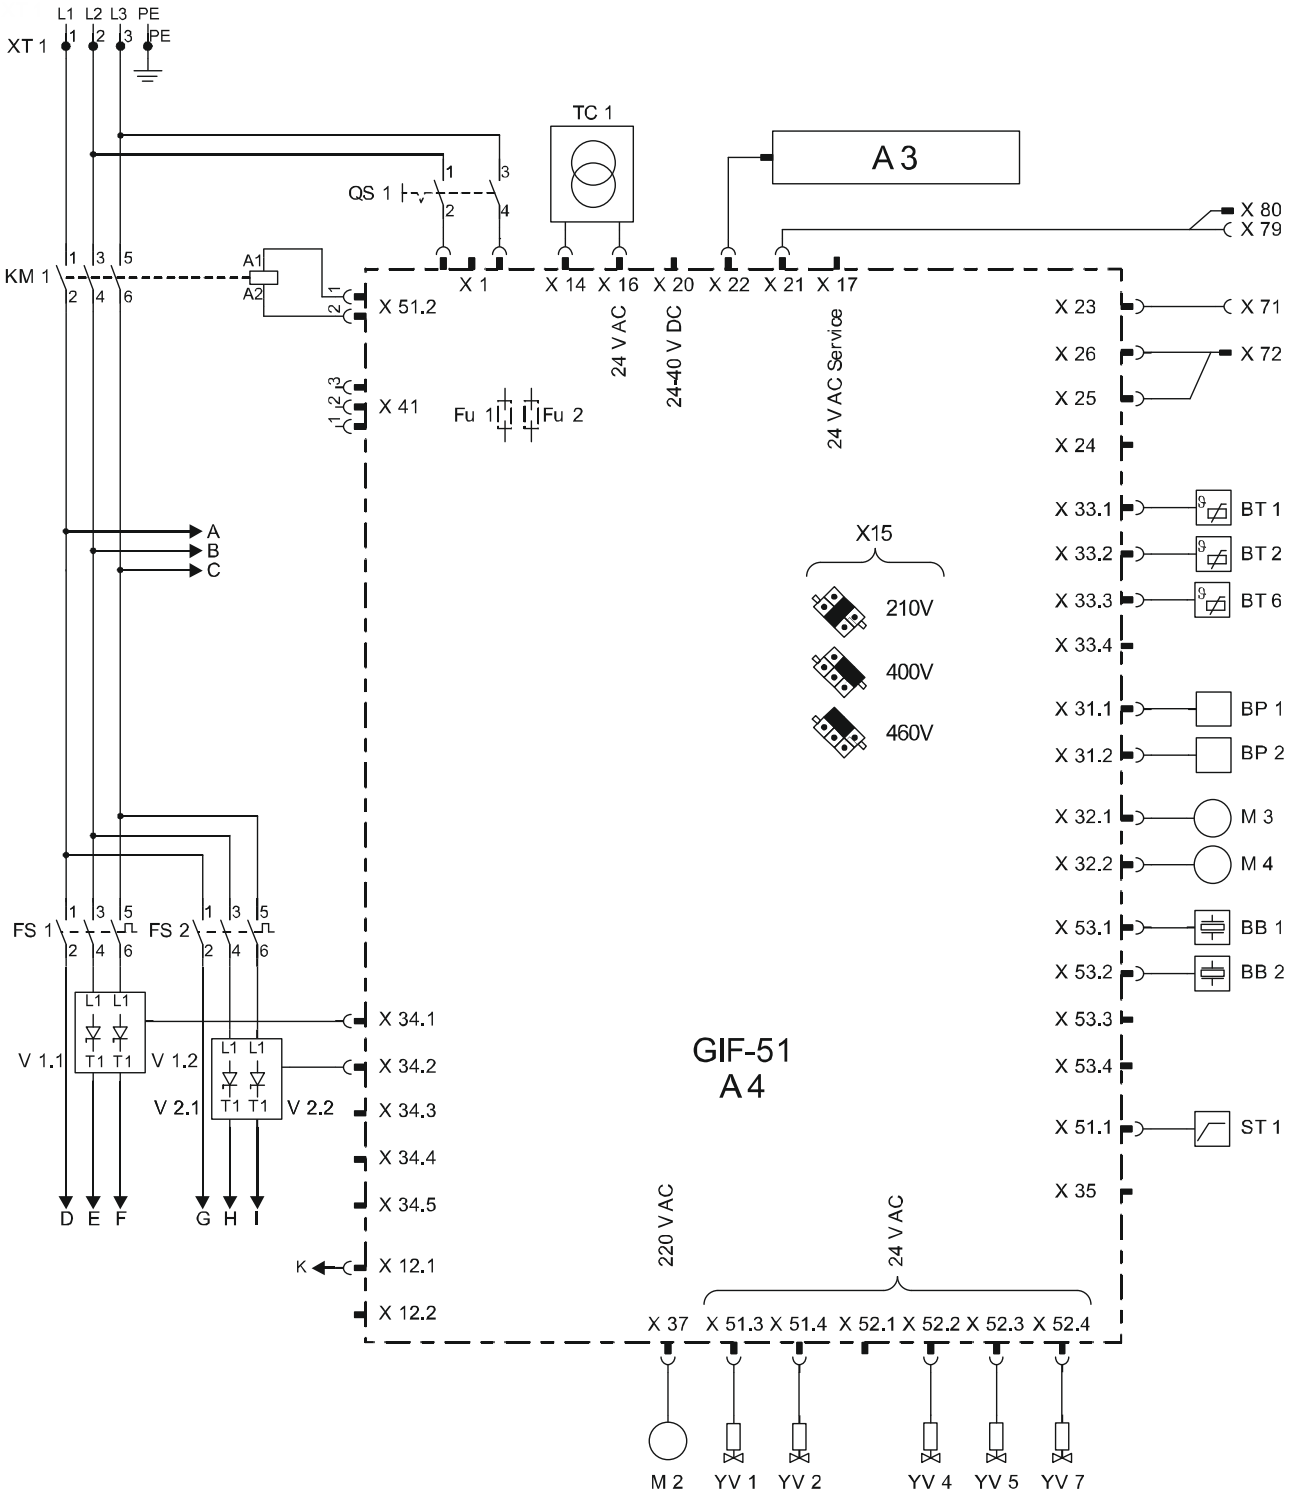 L1 L2 L3 PE
XT 1 1 2 3 PE
TC 1
A 3
QS 1 1 3
2 4
X 80
X 79
KM 1 1 3 5
2 4 6
A1
A2
1
2
X 51.2
X 1 X 14 X 16 X 20 X 22 X 21 X 17
24 V AC
24-40 V DC
24 V AC Service
X 23 X 71
X 26 X 72
X 25
X 24
3
2
1
X 41
Fu 1 Fu 2
A
B
C
X15
210V
400V
460V
X 33.1 ϑ BT 1
X 33.2 ϑ BT 2
X 33.3 ϑ BT 6
X 33.4
X 31.1 BP 1
X 31.2 BP 2
X 32.1 M 3
X 32.2 M 4
X 53.1 BB 1
X 53.2 BB 2
X 53.3
X 53.4
X 51.1 ST 1
X 35
FS 1 1 3 5
2 4 6
FS 2 1 3 5
2 4 6
L1 L1
V 1.1 T1 T1 V 1.2
L1 L1
V 2.1 T1 T1 V 2.2
X 34.1
X 34.2
X 34.3
X 34.4
X 34.5
GIF-51
A 4
D E F G H I
K X 12.1
X 12.2
220 V AC
24 V AC
X 37 X 51.3 X 51.4 X 52.1 X 52.2 X 52.3 X 52.4
M 2 YV 1 YV 2 YV 4 YV 5 YV 7